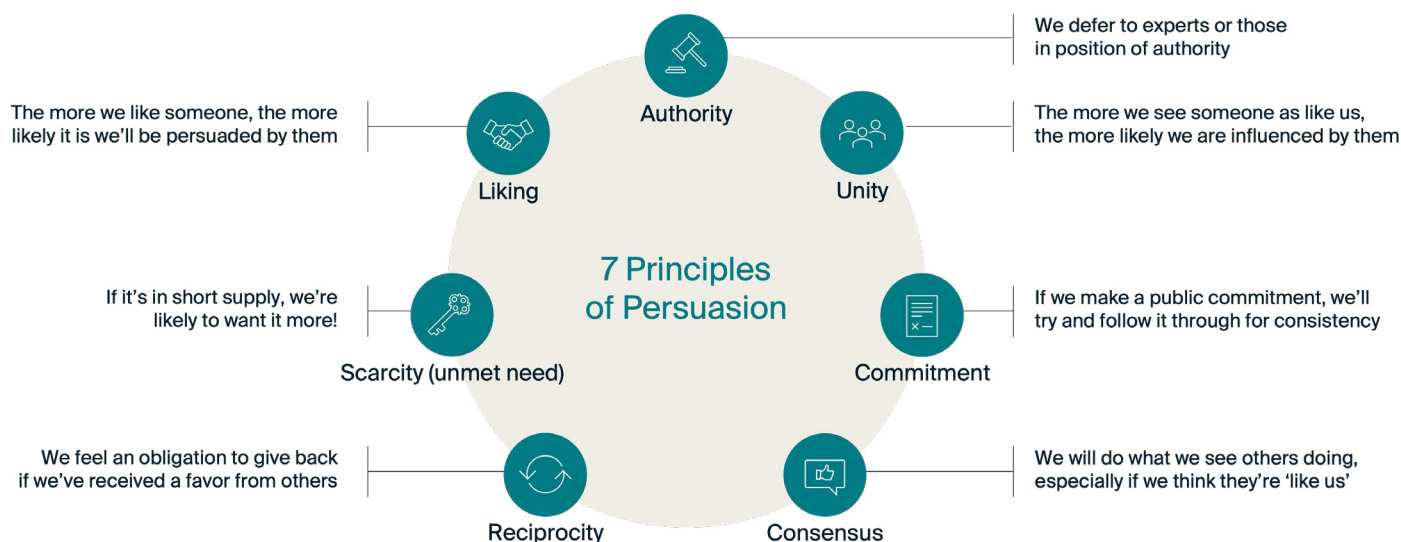 7 Principles
of Persuasion
Authority
We defer to experts or those
in position of authority
Unity
The more we see someone as like us,
the more likely we are influenced by them
Commitment
If we make a public commitment, we'll
try and follow it through for consistency
Consensus
We will do what we see others doing,
especially if we think they're 'like us'
Reciprocity
We feel an obligation to give back
if we've received a favor from others
Scarcity (unmet need)
If it's in short supply, we're
likely to want it more!
Liking
The more we like someone, the more
likely it is we'll be persuaded by them